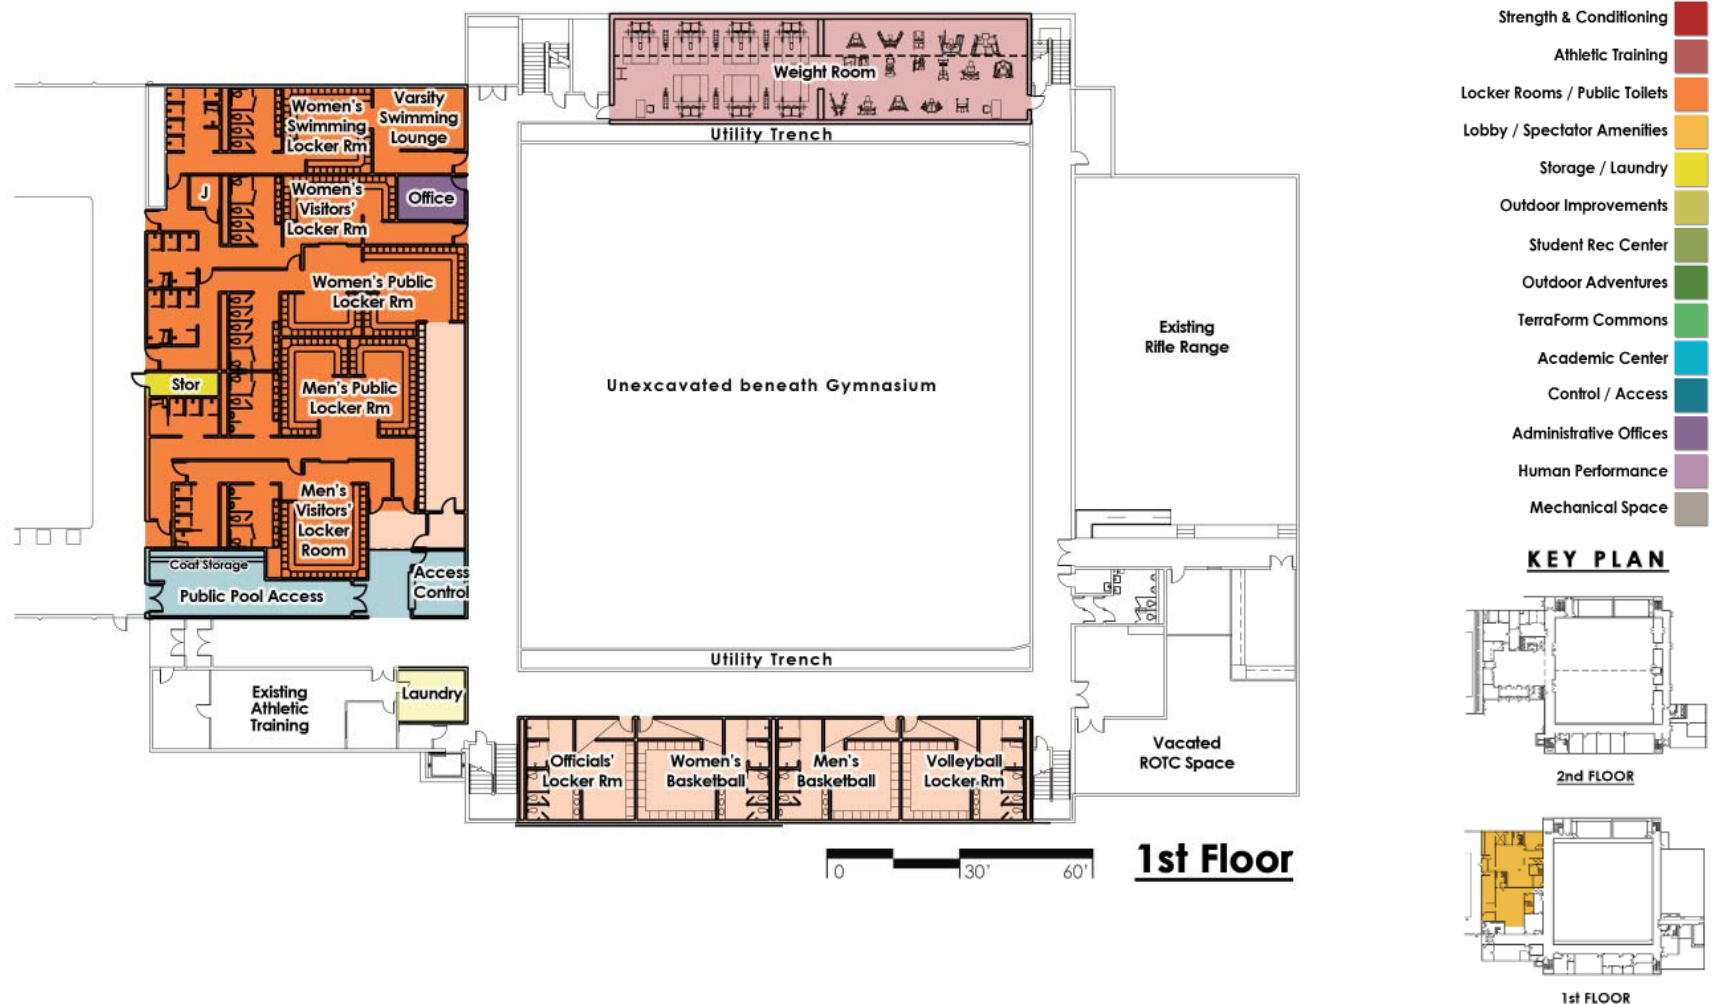 Weight Room
Utility Trench
Women's
Swimming
Locker Rm
Varsity
Swimming
Lounge
J
Women's
Visitors'
Locker Rm
Office
Women's Public
Locker Rm
Stor
Men's Public
Locker Rm
Men's
Visitors'
Locker
Room
Coat Storage
Public Pool Access
Access
Control
Unexcavated beneath Gymnasium
Existing
Rifle Range
Utility Trench
Existing
Athletic
Training
Laundry
Officials'
Locker Rm
Women's
Basketball
Men's
Basketball
Volleyball
Locker Rm
Vacated
ROTC Space
0 30' 60'
1st Floor
Strength & Conditioning
Athletic Training
Locker Rooms / Public Toilets
Lobby / Spectator Amenities
Storage / Laundry
Outdoor Improvements
Student Rec Center
Outdoor Adventures
TerraForm Commons
Academic Center
Control / Access
Administrative Offices
Human Performance
Mechanical Space
KEY PLAN
2nd FLOOR
1st FLOOR